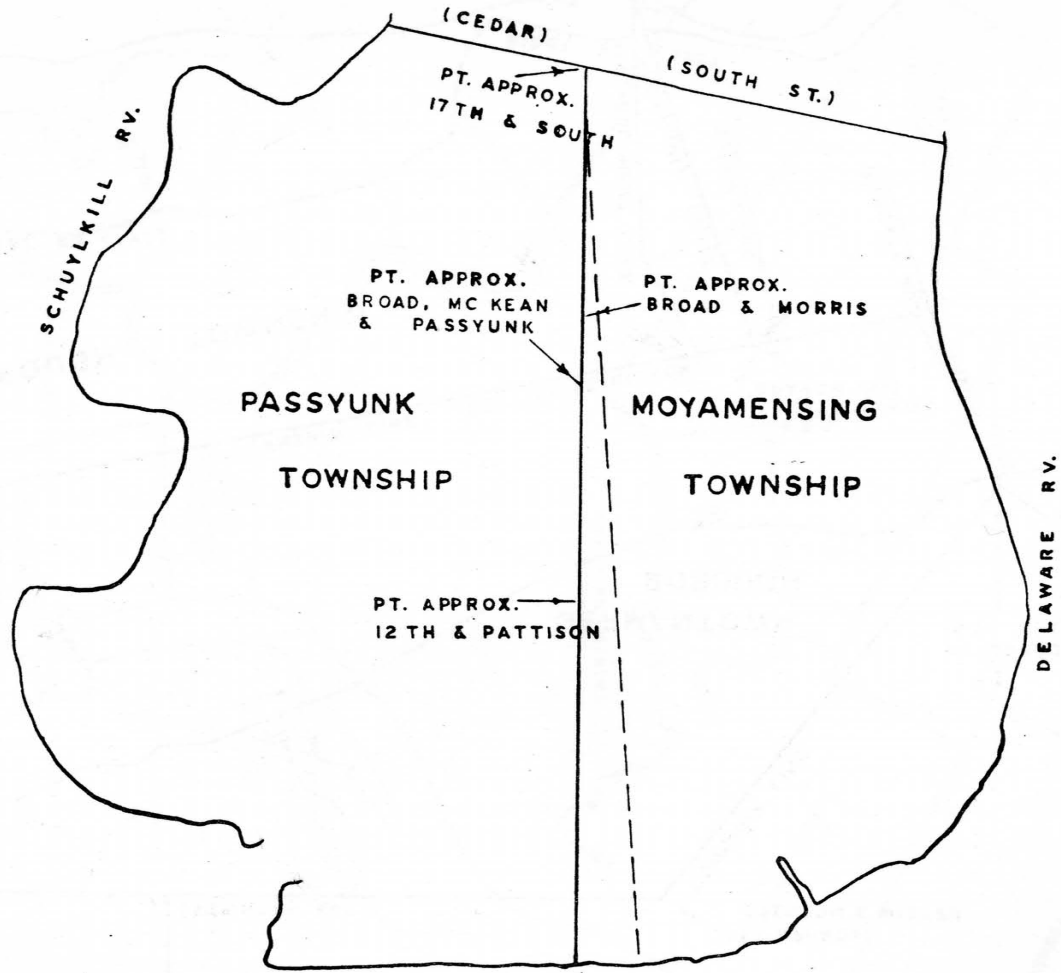 (CEDAR)
(SOUTH ST.)
PT. APPROX.
17TH & SOUTH
SCHUYLKILL RV.
PT. APPROX.
BROAD, MC KEAN
& PASSYUNK
PT. APPROX.
BROAD & MORRIS
PASSYUNK
TOWNSHIP
MOYAMENSING
TOWNSHIP
DELAWARE RV.
PT. APPROX.
12TH & PATTISON